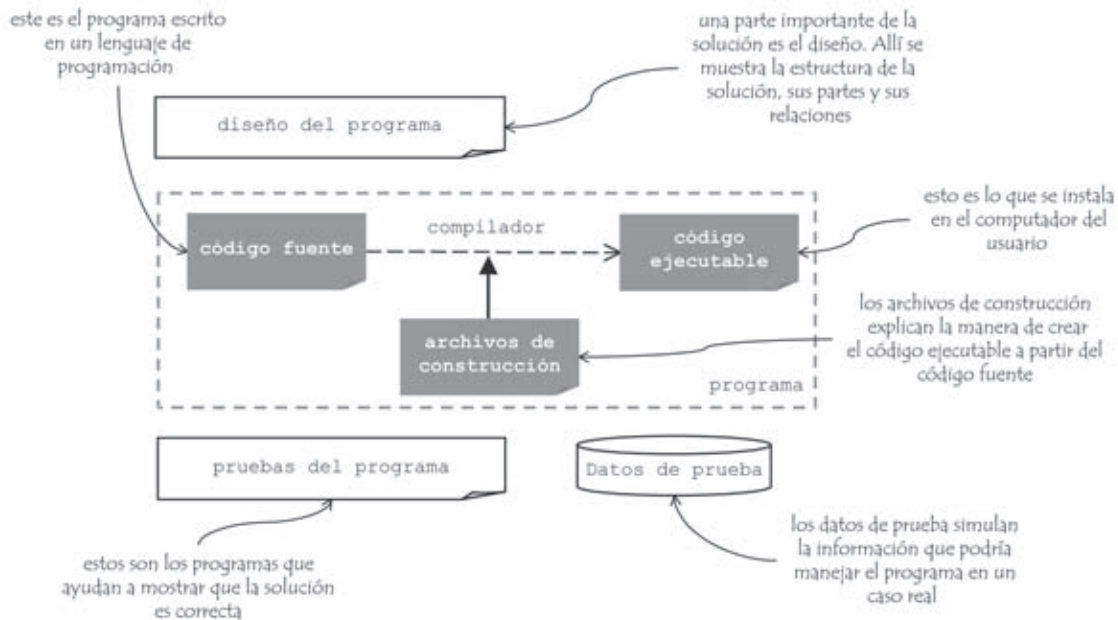 este es el programa escrito
en un lenguaje de
programación
una parte importante de la
solución es el diseño. Allí se
muestra la estructura de la
solución, sus partes y sus
relaciones
diseño del programa
código fuente
compilador
código
ejecutable
esto es lo que se instala
en el computador del
usuario
archivos de
construcción
los archivos de construcción
explican la manera de crear
el código ejecutable a partir del
código fuente
programa
pruebas del programa
Datos de prueba
estos son los programas que
ayudan a mostrar que la solución
es correcta
los datos de prueba simulan
la información que podría
manejar el programa en un
caso real